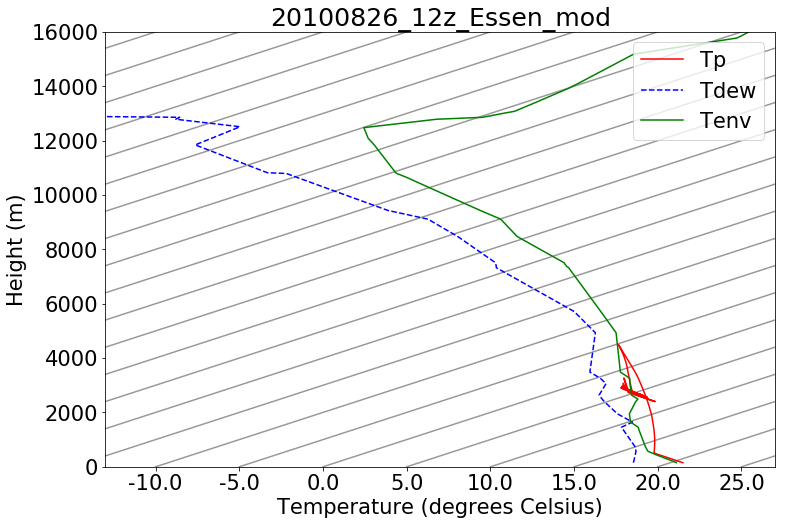 20100826_12z_Essen_mod
16000
14000
12000
10000
8000
6000
4000
2000
0
Height (m)
Tp
Tdew
Tenv
-10.0 -5.0 0.0 5.0 10.0 15.0 20.0 25.0
Temperature (degrees Celsius)